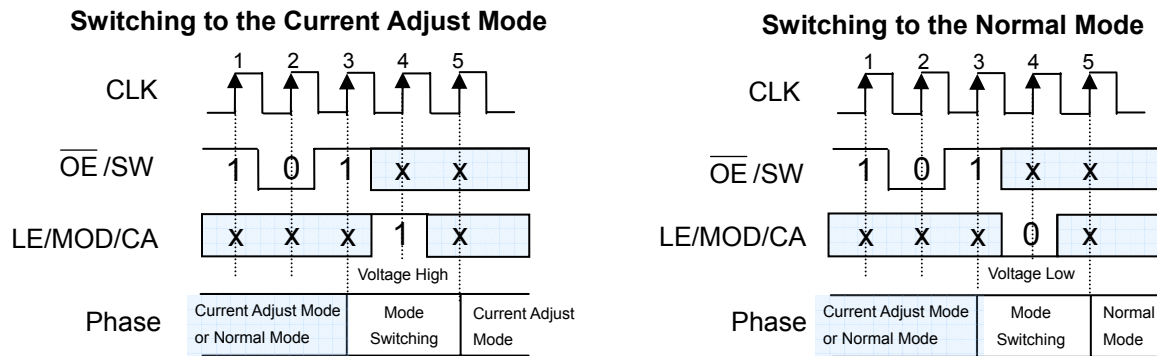 Switching to the Current Adjust Mode
1 2 3 4 5
CLK
OE/SW
1 0 1 x x
LE/MOD/CA
x x x 1 x
Voltage High
Phase
Current Adjust Mode
or Normal Mode
Mode
Switching
Current Adjust
Mode
Switching to the Normal Mode
1 2 3 4 5
CLK
OE/SW
1 0 1 x x
LE/MOD/CA
x x x 0 x
Voltage Low
Phase
Current Adjust Mode
or Normal Mode
Mode
Switching
Normal
Mode